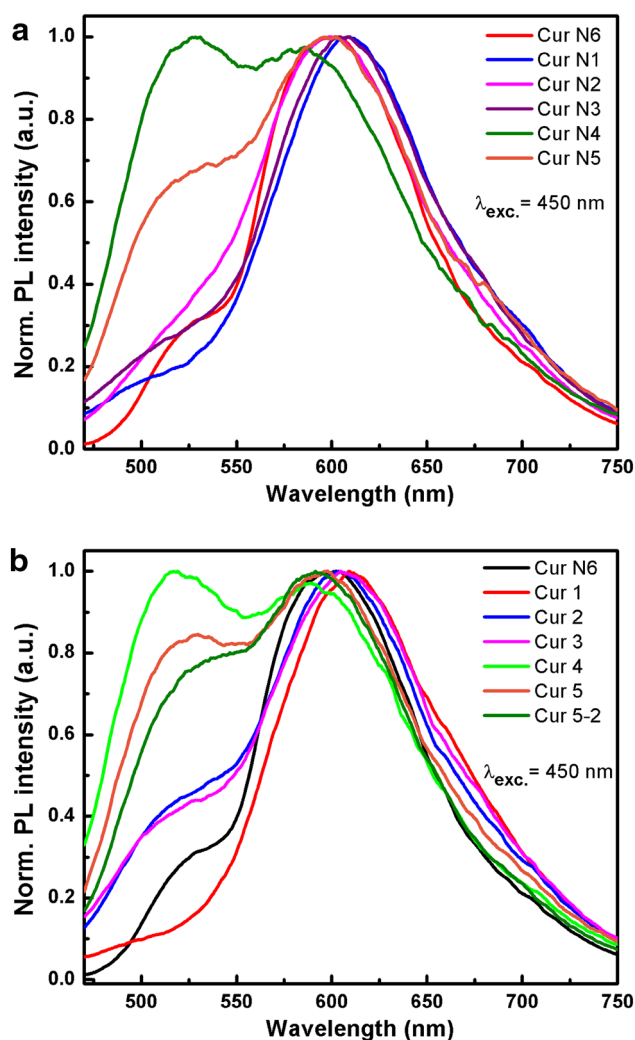 a
Norm. PL intensity (a.u.)
1.0
0.8
0.6
0.4
0.2
0.0
Cur N6
Cur N1
Cur N2
Cur N3
Cur N4
Cur N5
λexc.= 450 nm
500 550 600 650 700 750
Wavelength (nm)
b
Norm. PL intensity (a.u.)
1.0
0.8
0.6
0.4
0.2
0.0
Cur N6
Cur 1
Cur 2
Cur 3
Cur 4
Cur 5
Cur 5-2
λexc.= 450 nm
500 550 600 650 700 750
Wavelength (nm)